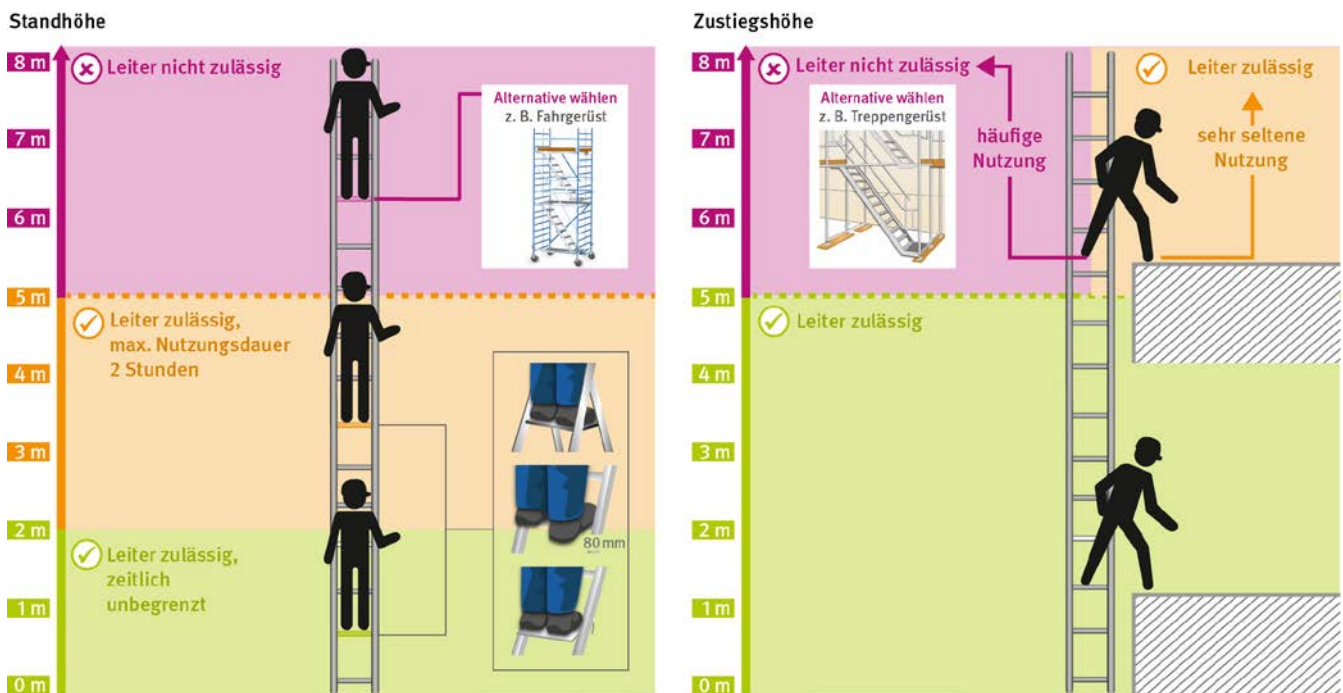 Standhöhe
8 m
Leiter nicht zulässig
Alternative wählen
z. B. Fahrgerüst
7 m
6 m
5 m
Leiter zulässig,
max. Nutzungsdauer
2 Stunden
4 m
3 m
80 mm
2 m
Leiter zulässig,
zeitlich
unbegrenzt
1 m
0 m
Zustiegshöhe
8 m
Leiter nicht zulässig
Leiter zulässig
Alternative wählen
z. B. Treppengerüst
häufige
Nutzung
sehr seltene
Nutzung
7 m
6 m
5 m
Leiter zulässig
4 m
3 m
2 m
1 m
0 m